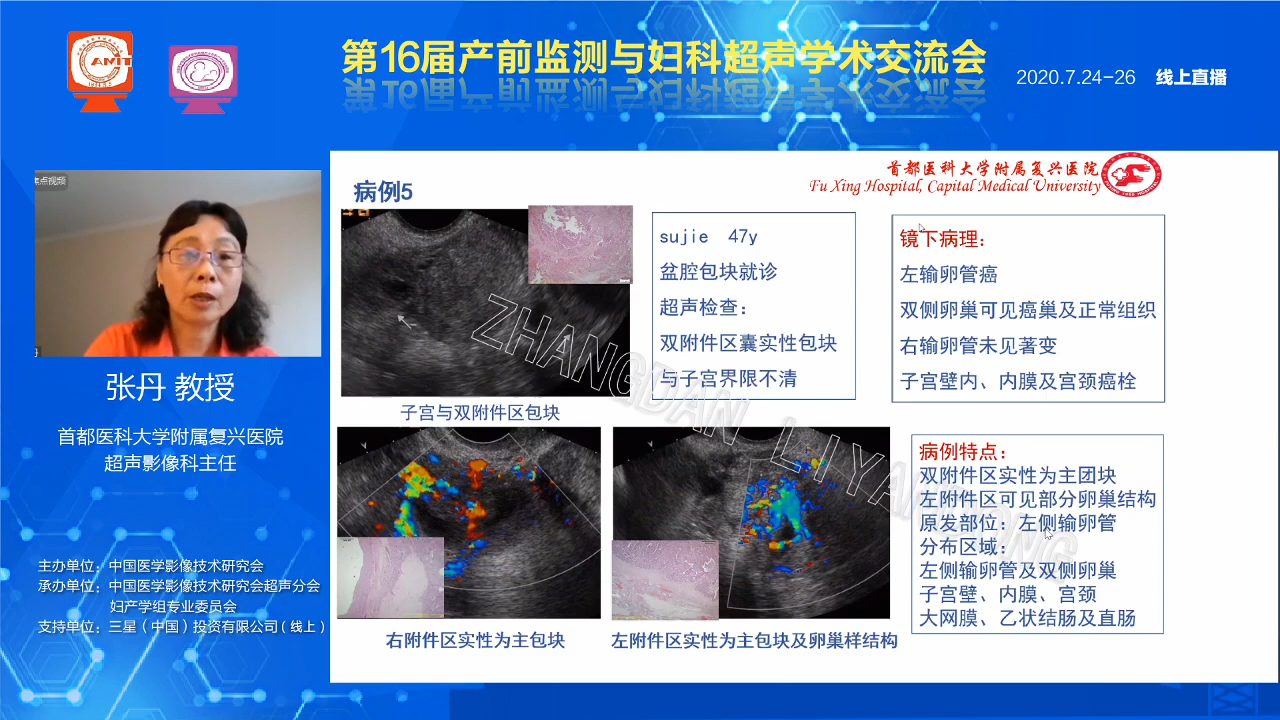 第16届产前监测与妇科超声学术交流会
2020.7.24-26 线上直播
CAMIT
焦点视频
张丹 教授
首都医科大学附属复兴医院
超声影像科主任
主办单位：中国医学影像技术研究会
承办单位：中国医学影像技术研究会超声分会
妇产学组专业委员会
支持单位：三星（中国）投资有限公司（线上）
首都医科大学附属复兴医院
Fu Xing Hospital, Capital Medical University
病例5
子宫与双附件区包块
sujie 47y
盆腔包块就诊
超声检查：
双附件区囊实性包块
与子宫界限不清
镜下病理：
左输卵管癌
双侧卵巢可见癌巢及正常组织
右输卵管未见著变
子宫壁内、内膜及宫颈癌栓
右附件区实性为主包块
左附件区实性为主包块及卵巢样结构
病例特点：
双附件区实性为主团块
左附件区可见部分卵巢结构
原发部位：左侧输卵管
分布区域：
左侧输卵管及双侧卵巢
子宫壁、内膜、宫颈
大网膜、乙状结肠及直肠
ZHANGDAN